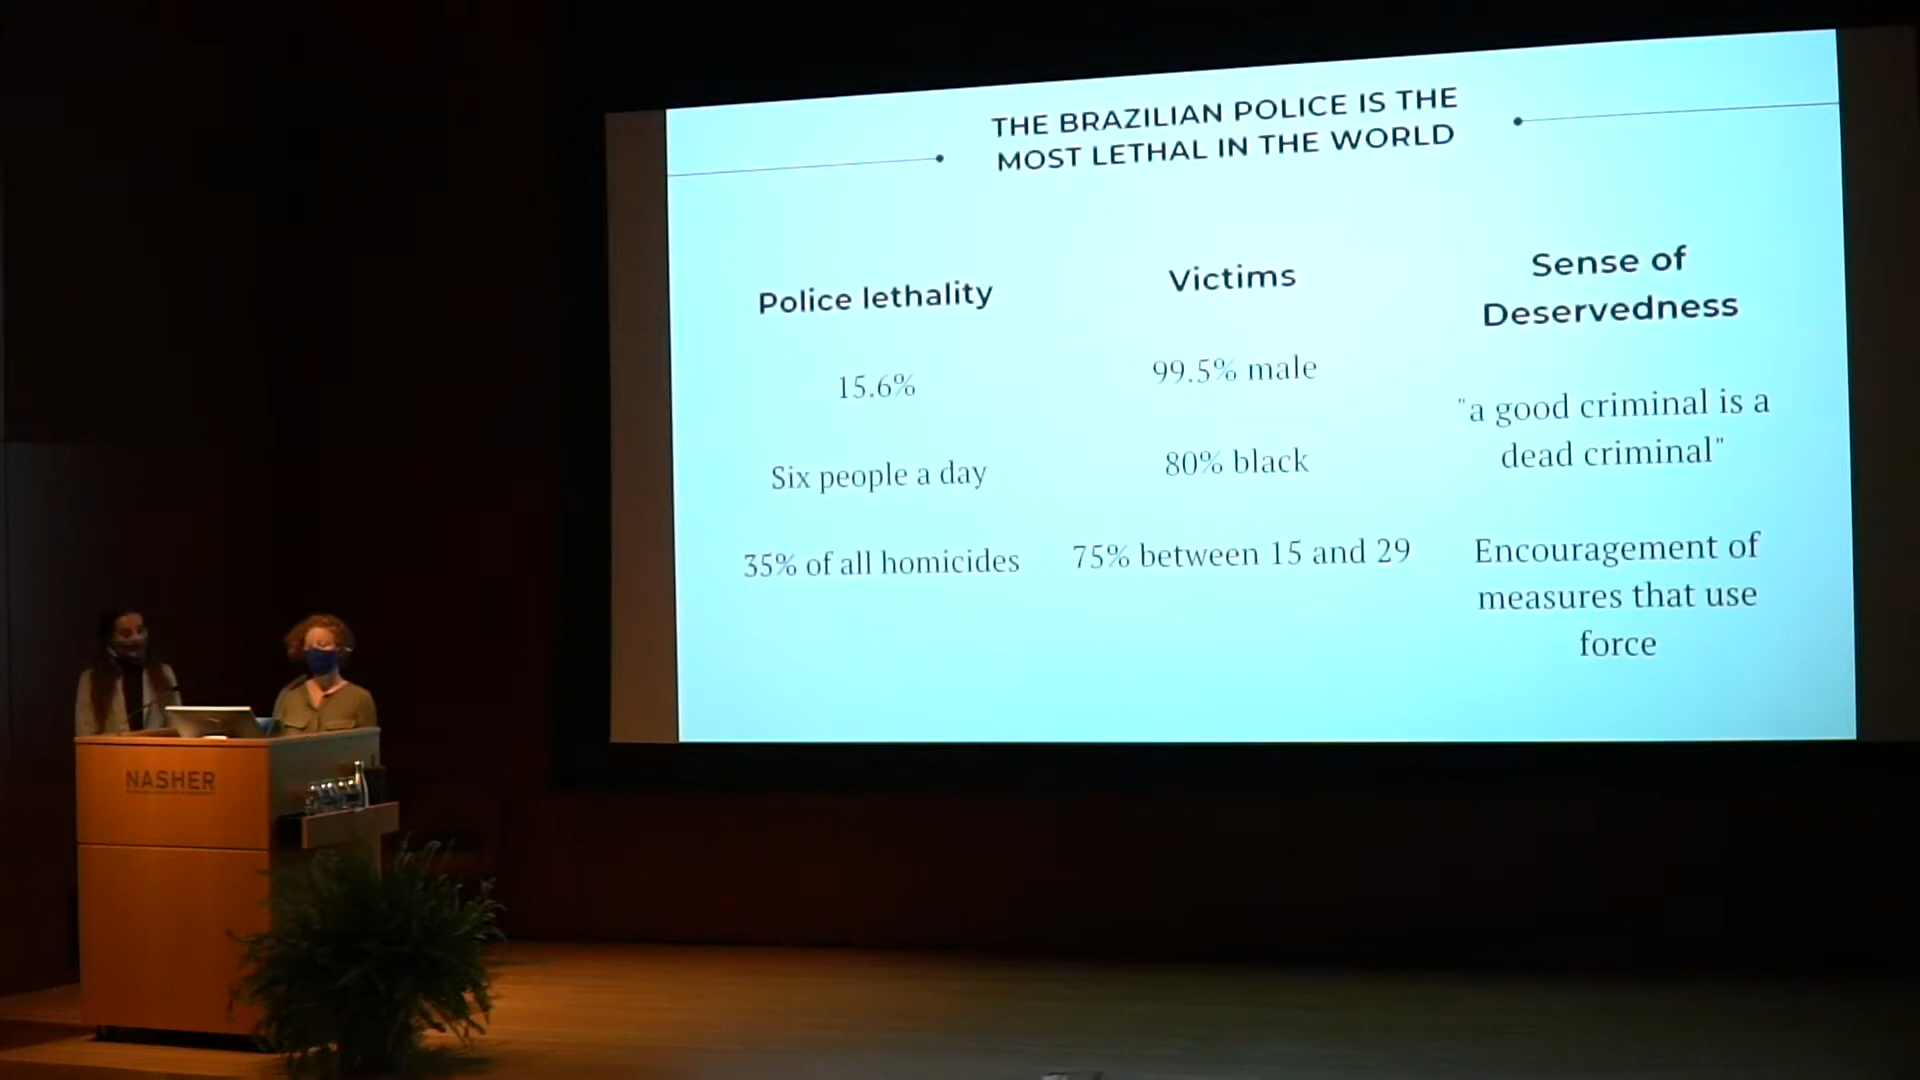 THE BRAZILIAN POLICE IS THE
MOST LETHAL IN THE WORLD
Police lethality
15.6%
Six people a day
35% of all homicides
Victims
99.5% male
80% black
75% between 15 and 29
Sense of
Deservedness
"a good criminal is a
dead criminal"
Encouragement of
measures that use
force
NASHER